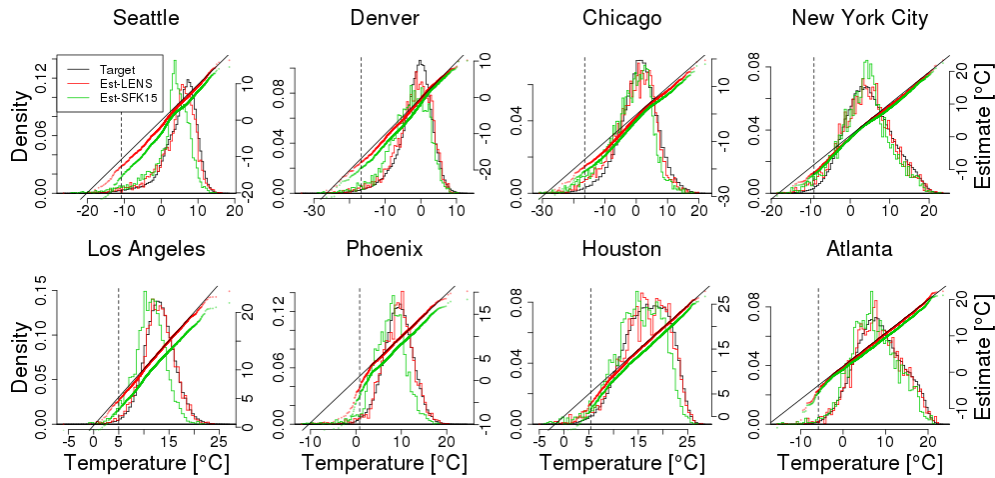 Seattle Denver Chicago New York City
Target
Est-LENS
Est-SFK15
Density
0.00 0.06 0.12
-20 -10 0 10 20
-20 -10 0 10
0.00 0.04 0.08
-30 -10 0 10
-20 -10 0 10
0.00 0.04 0.08
-30 -20 -10 0 10 20
-30 -10 0 10
0.00 0.04 0.08
-20 -10 0 10 20
-10 0 10 20
Estimate [°C]
Los Angeles Phoenix Houston Atlanta
Density
0.00 0.05 0.10 0.15
-5 0 5 15 25
0 5 10 20
0.00 0.04 0.08 0.12
-10 0 10 20
-10 0 5 15
0.00 0.04 0.08
-5 0 5 15 25
0 5 15 25
0.00 0.04 0.08
-10 0 10 20
-10 0 10 20
Estimate [°C]
Temperature [°C] Temperature [°C] Temperature [°C] Temperature [°C]